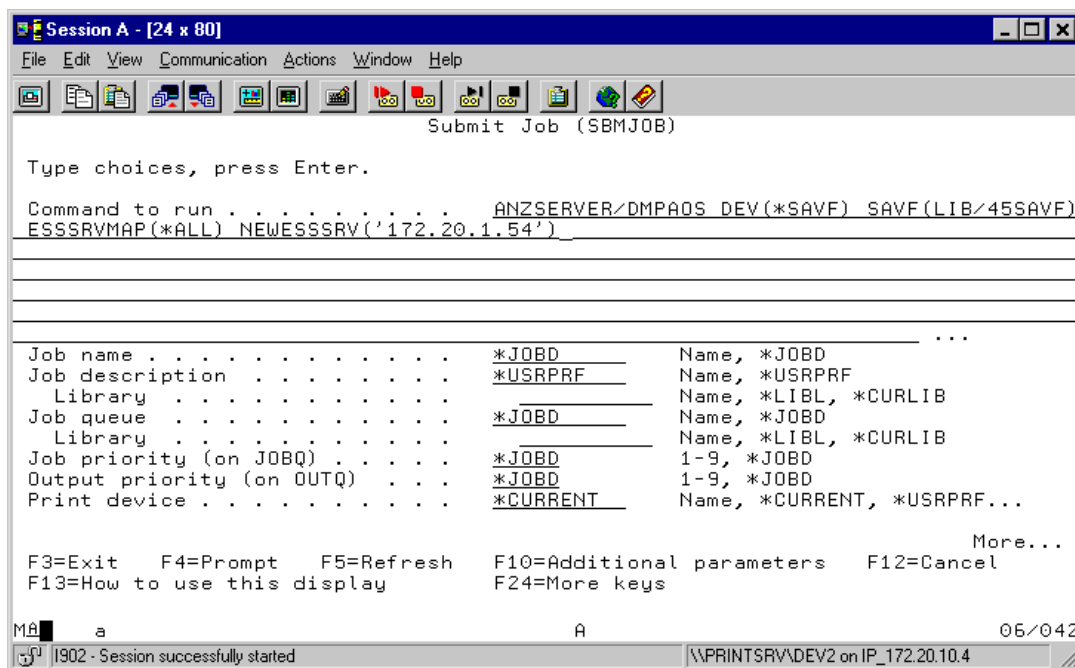 Session A - [24 x 80]
File Edit View Communication Actions Window Help
Submit Job (SBMJOB)
Type choices, press Enter.
Command to run . . . . . . . . . ANZSERVER/DMPAOS DEV(*SAVF) SAVF(LIB/45SAVF)
ESSSRVMAP(*ALL) NEWESSSRV('172.20.1.54')_
...
Job name . . . . . . . . . . . . *JOBD Name, *JOBD
Job description . . . . . . . . *USRPRF Name, *USRPRF
Library . . . . . . . . . . . Name, *LIBL, *CURLIB
Job queue . . . . . . . . . . . *JOBD Name, *JOBD
Library . . . . . . . . . . . Name, *LIBL, *CURLIB
Job priority (on JOBQ) . . . . . *JOBD 1-9, *JOBD
Output priority (on OUTQ) . . . *JOBD 1-9, *JOBD
Print device . . . . . . . . . . *CURRENT Name, *CURRENT, *USRPRF...
More...
F3=Exit F4=Prompt F5=Refresh F10=Additional parameters F12=Cancel
F13=How to use this display F24=More keys
MA a A 06/042
I902 - Session successfully started \\PRINTSRV\DEV2 on IP_172.20.10.4